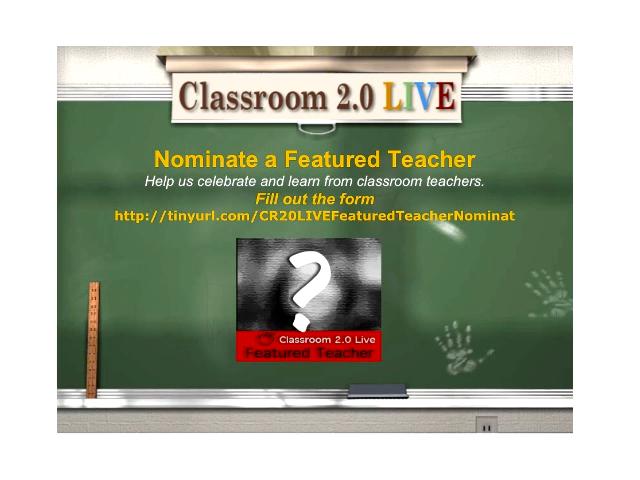 Classroom 2.0 LIVE
Nominate a Featured Teacher
Help us celebrate and learn from classroom teachers.
Fill out the form
http://tinyurl.com/CR20LIVEFeaturedTeacherNominat
?
Classroom 2.0 Live
Featured Teacher